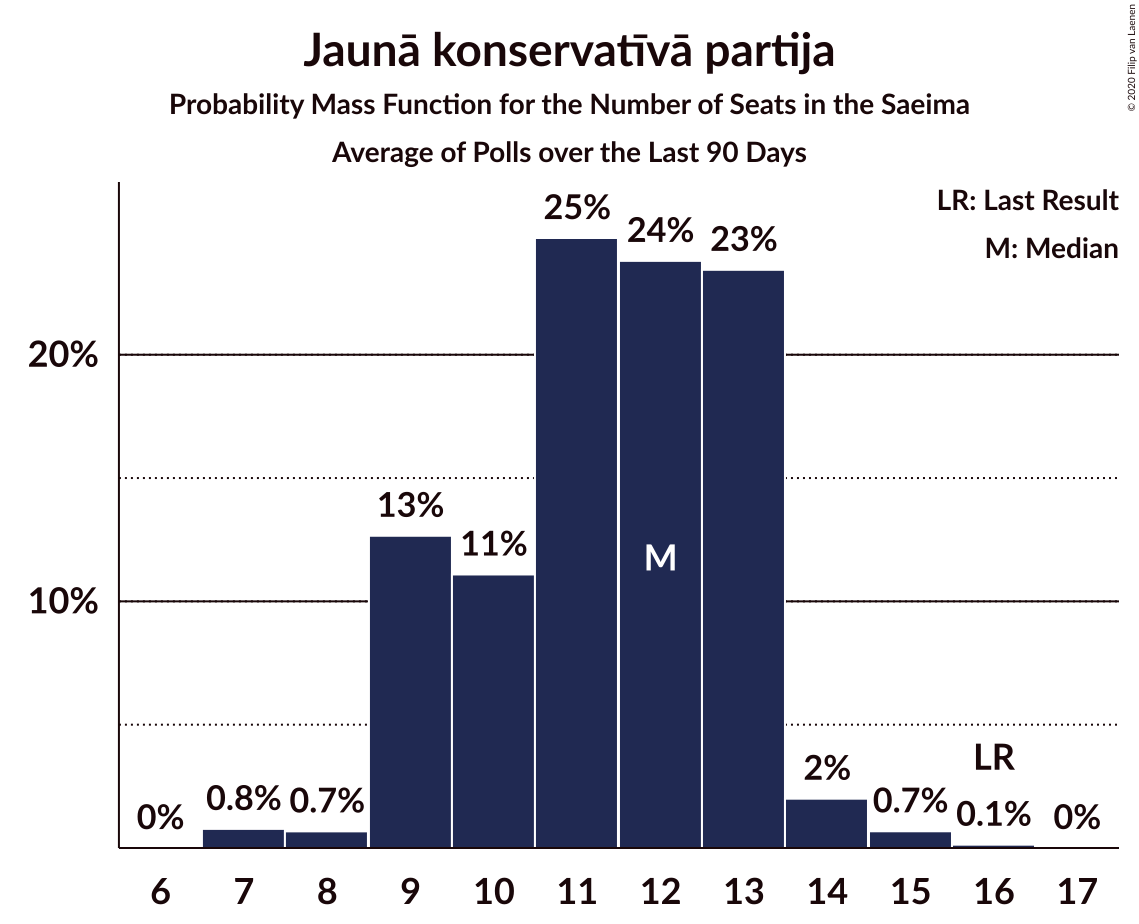 Jaunā konservatīvā partija
Probability Mass Function for the Number of Seats in the Saeima
Average of Polls over the Last 90 Days
© 2020 Filip van Laenen
LR: Last Result
M: Median
25%
24%
23%
20%
13%
11%
M
10%
LR
2%
0% 0.8% 0.7% 0.7% 0.1% 0%
6 7 8 9 10 11 12 13 14 15 16 17